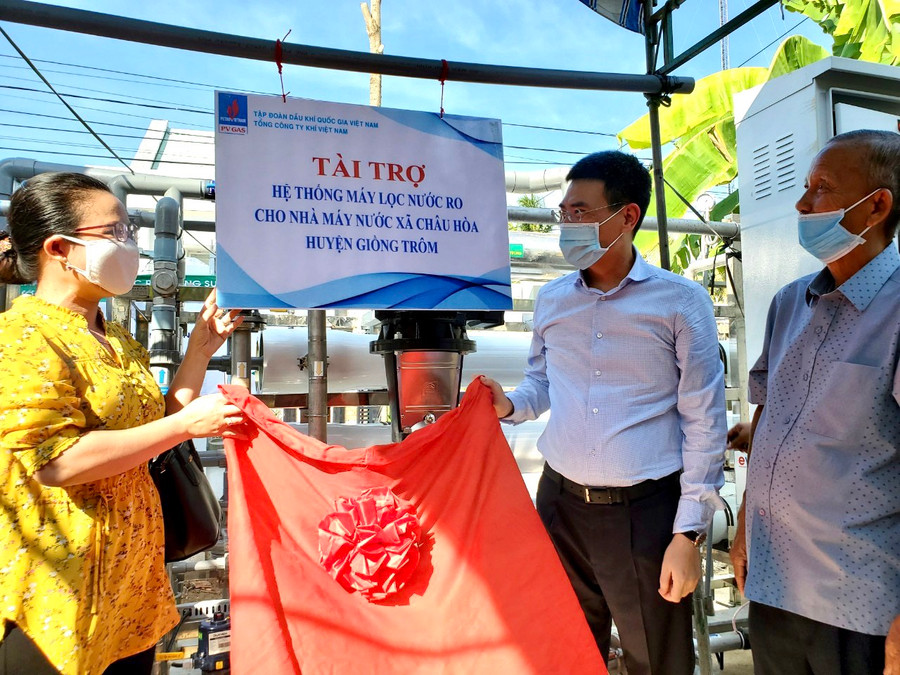 PETROVIETNAM
PV GAS
TẬP ĐOÀN DẦU KHÍ QUỐC GIA VIỆT NAM
TỔNG CÔNG TY KHÍ VIỆT NAM
TÀI TRỢ
HỆ THỐNG MÁY LỌC NƯỚC RO
CHO NHÀ MÁY NƯỚC XÃ CHÂU HÒA
HUYỆN GIỒNG TRÔM